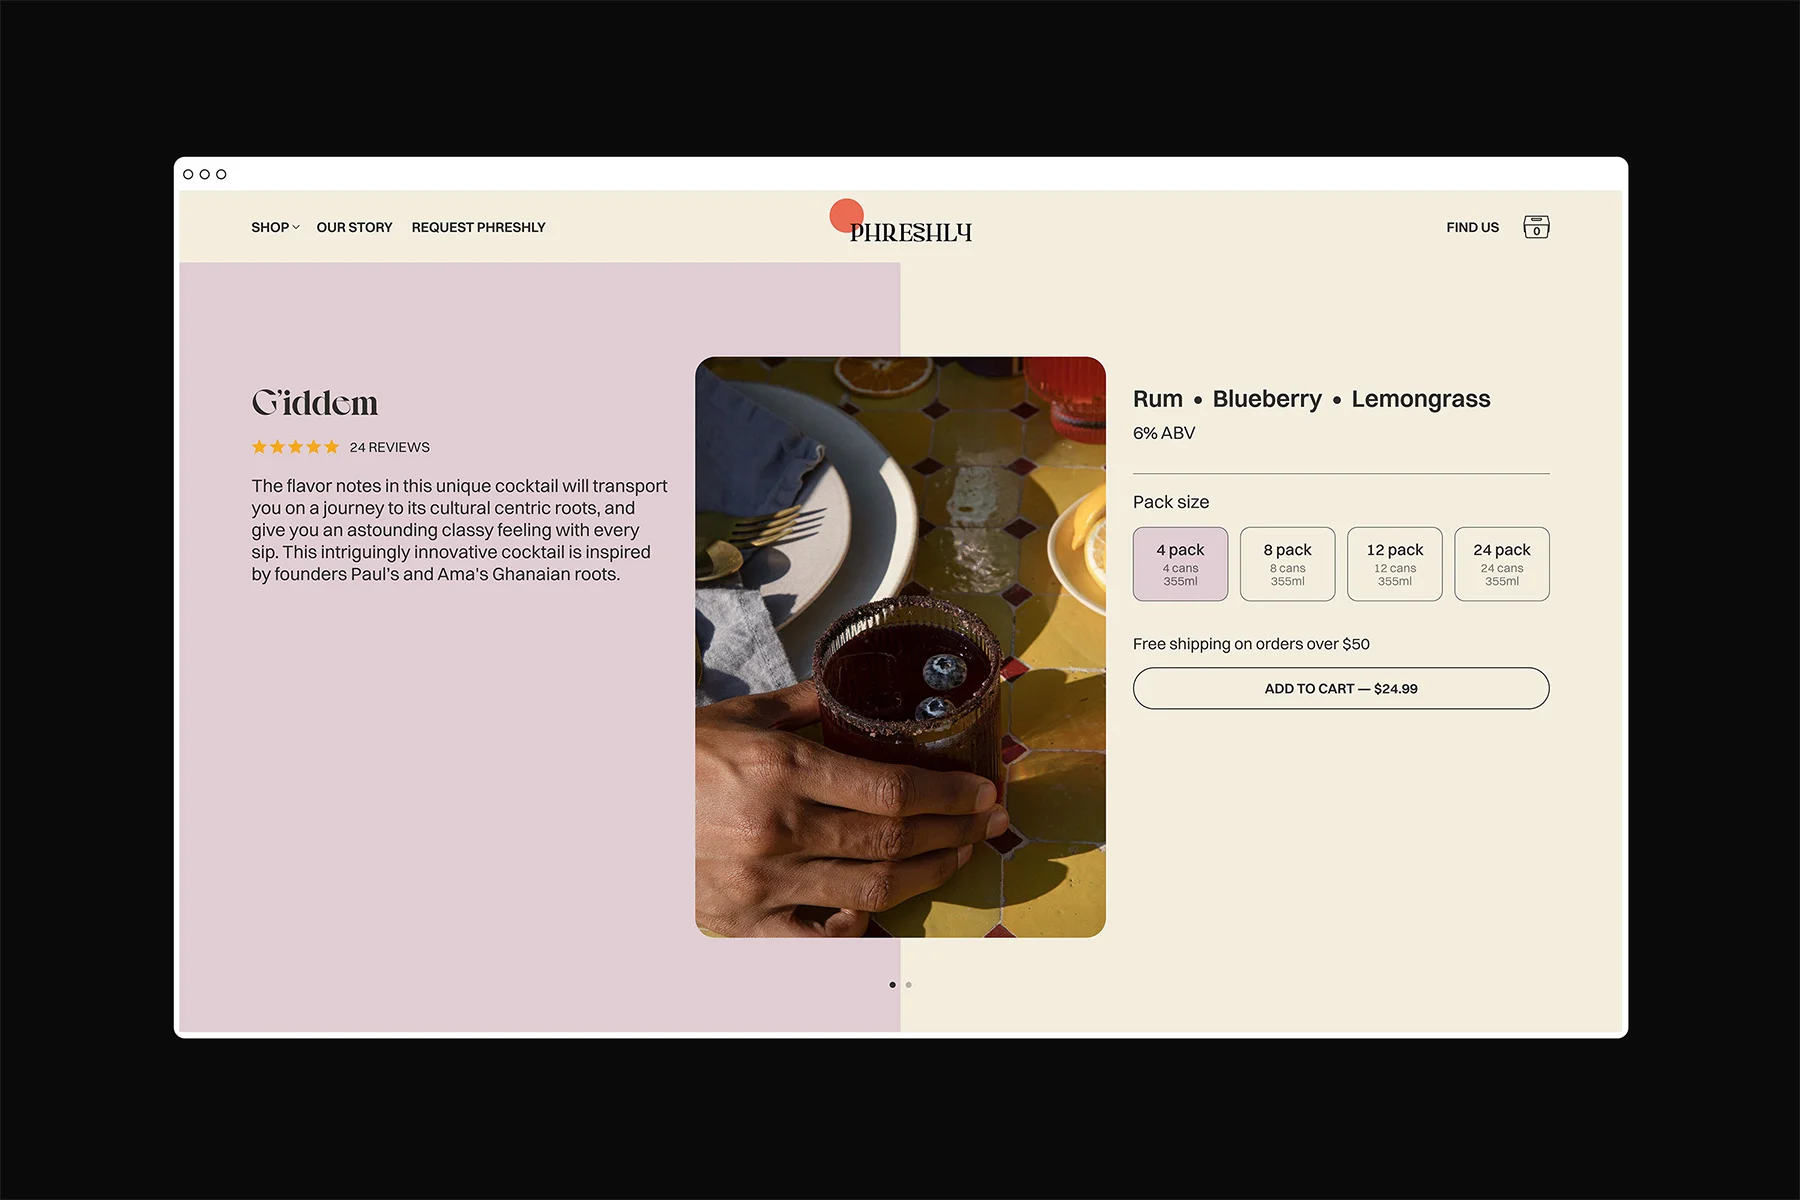 SHOP
OUR STORY
REQUEST PHRESHLY
PHRESHLY
FIND US
0
G'iddem
24 REVIEWS
The flavor notes in this unique cocktail will transport
you on a journey to its cultural centric roots, and
give you an astounding classy feeling with every
sip. This intriguingly innovative cocktail is inspired
by founders Paul’s and Ama's Ghanaian roots.
Rum • Blueberry • Lemongrass
6% ABV
Pack size
4 pack
4 cans
355ml
8 pack
8 cans
355ml
12 pack
12 cans
355ml
24 pack
24 cans
355ml
Free shipping on orders over $50
ADD TO CART — $24.99